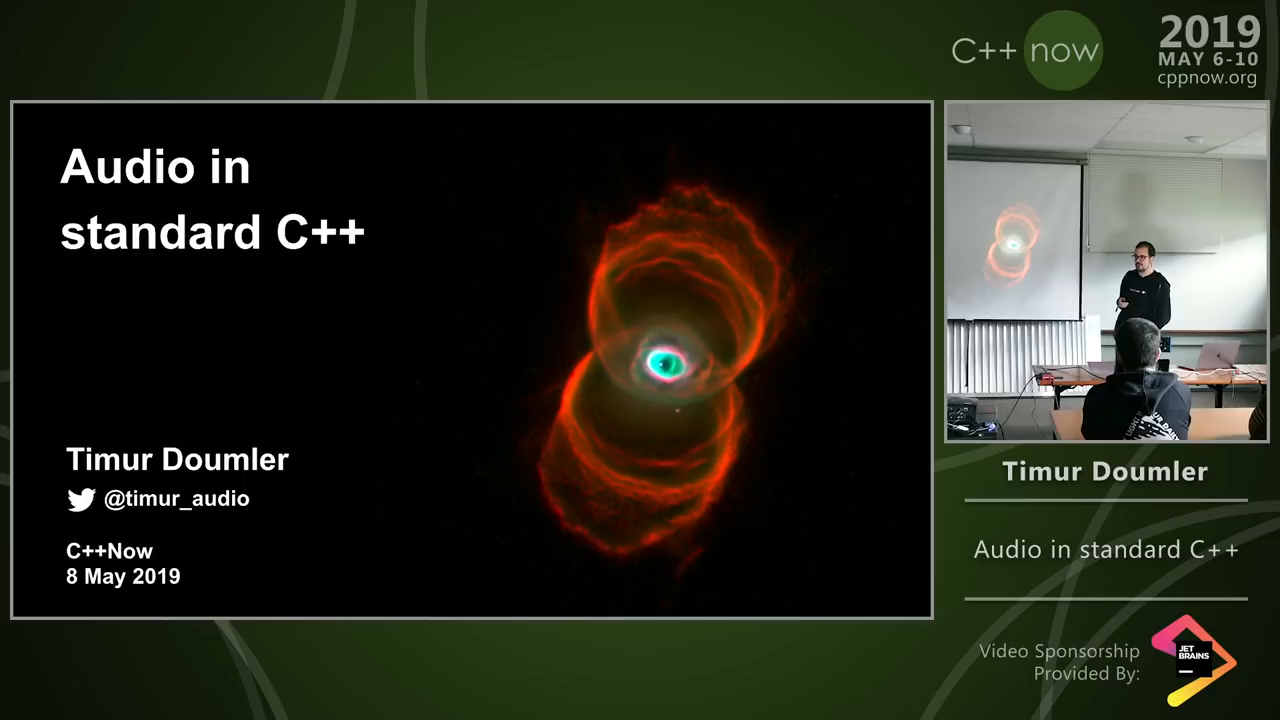 C++ now
2019
MAY 6-10
cppnow.org
Audio in
standard C++
Timur Doumler
@timur_audio
C++Now
8 May 2019
Timur Doumler
Audio in standard C++
Video Sponsorship
Provided By:
JET
BRAINS